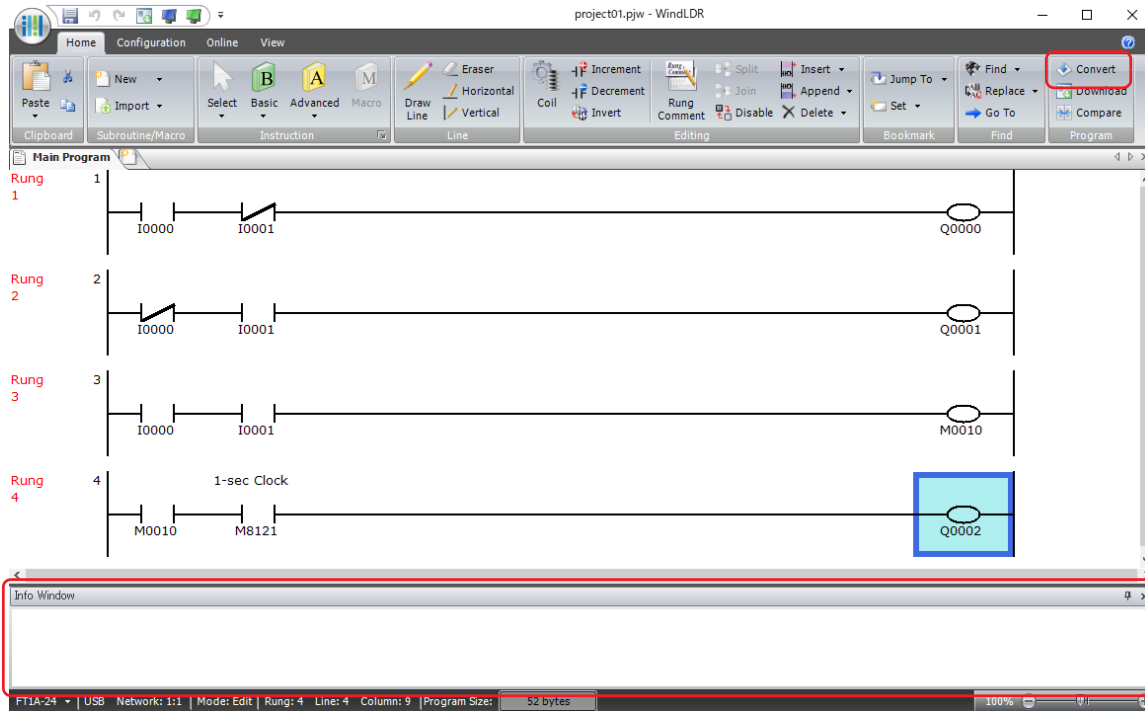 project01.pjw - WindLDR
Home Configuration Online View
Paste
Clipboard
New
Import
Subroutine/Macro
Select Basic Advanced Macro
B A M
Instruction
Draw Line
Eraser
Horizontal
Vertical
Line
Coil
Increment
Decrement
Invert
Rung Comment
Split
Join
Disable
Insert
Append
Delete
Editing
Jump To
Set
Bookmark
Find
Replace
Go To
Find
Convert
Download
Compare
Program
Main Program
Rung 1
1
I0000 I0001 Q0000
Rung 2
2
I0000 I0001 Q0001
Rung 3
3
I0000 I0001 M0010
Rung 4
4
1-sec Clock
M0010 M8121 Q0002
Info Window
FT1A-24 USB Network: 1:1 Mode: Edit Rung: 4 Line: 4 Column: 9 Program Size: 52 bytes 100%